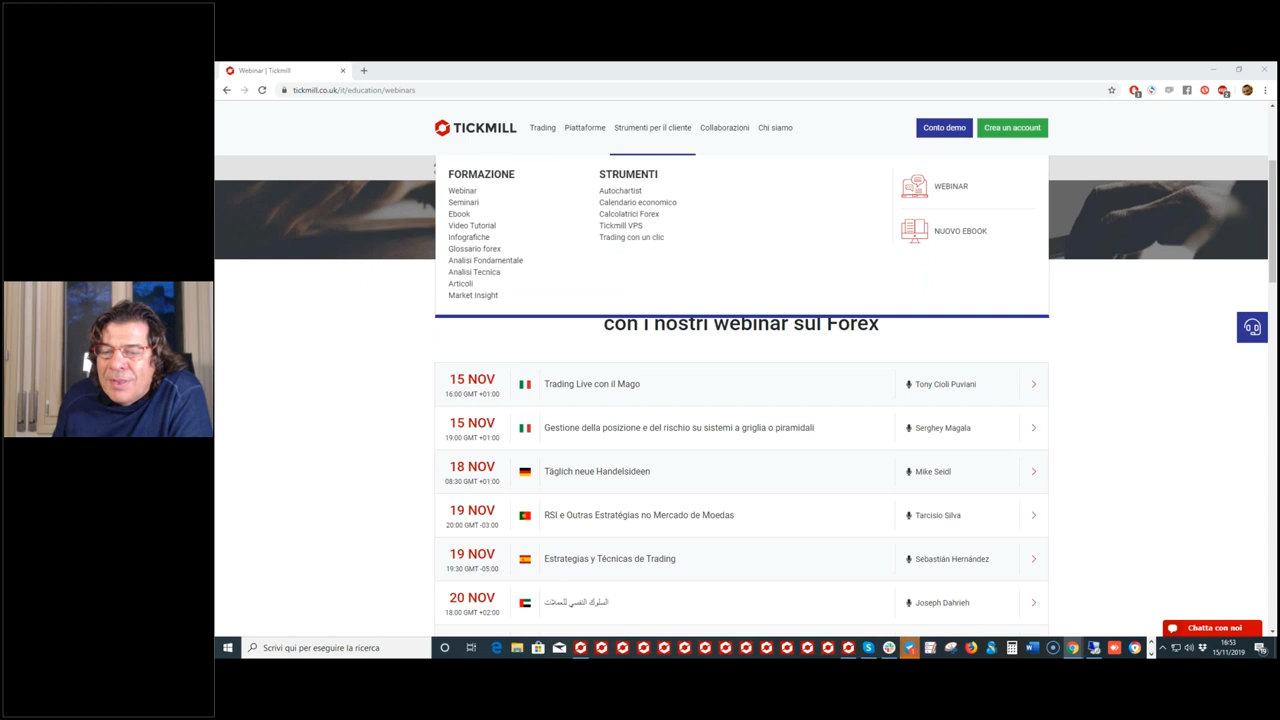 Webinar | Tickmill
tickmill.co.uk/it/education/webinars
TICKMILL
Trading
Piattaforme
Strumenti per il cliente
Collaborazioni
Chi siamo
Conto demo
Crea un account
FORMAZIONE
Webinar
Seminari
Ebook
Video Tutorial
Infografiche
Glossario forex
Analisi Fondamentale
Analisi Tecnica
Articoli
Market Insight
STRUMENTI
Autochartist
Calendario economico
Calcolatrici Forex
Tickmill VPS
Trading con un clic
WEBINAR
NUOVO EBOOK
con i nostri webinar sul Forex
15 NOV
16:00 GMT +01:00
Trading Live con il Mago
Tony Cioli Puviani
15 NOV
19:00 GMT +01:00
Gestione della posizione e del rischio su sistemi a griglia o piramidali
Serghey Magala
18 NOV
08:30 GMT +01:00
Täglich neue Handelsideen
Mike Seidl
19 NOV
20:00 GMT -03:00
RSI e Outras Estratégias no Mercado de Moedas
Tarcisio Silva
19 NOV
19:30 GMT -05:00
Estrategias y Técnicas de Trading
Sebastián Hernández
20 NOV
18:00 GMT +02:00
السلوك النفسي للعملات
Joseph Dahrieh
Chatta con noi
Scrivi qui per eseguire la ricerca
16:53
15/11/2019